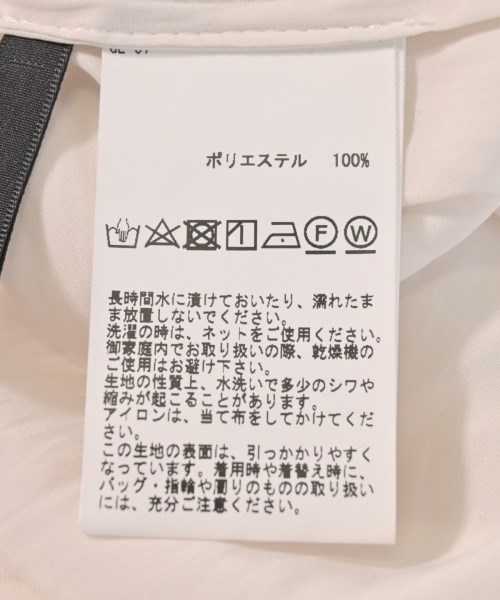 ポリエステル 100%
F W
長時間水に漬けておいたり、濡れたま
ま放置しないでください。
洗濯の時は、ネットをご使用ください。
御家庭内でお取り扱いの際、乾燥機の
ご使用はお避け下さい。
生地の性質上、水洗いで多少のシワや
縮みが起こることがあります。
アイロンは、当て布をしてかけてくだ
さい。
この生地の表面は、引っかかりやすく
なっています。着用時や着替え時に、
バッグ・指輪や周りのものの取り扱い
には、充分ご注意ください。